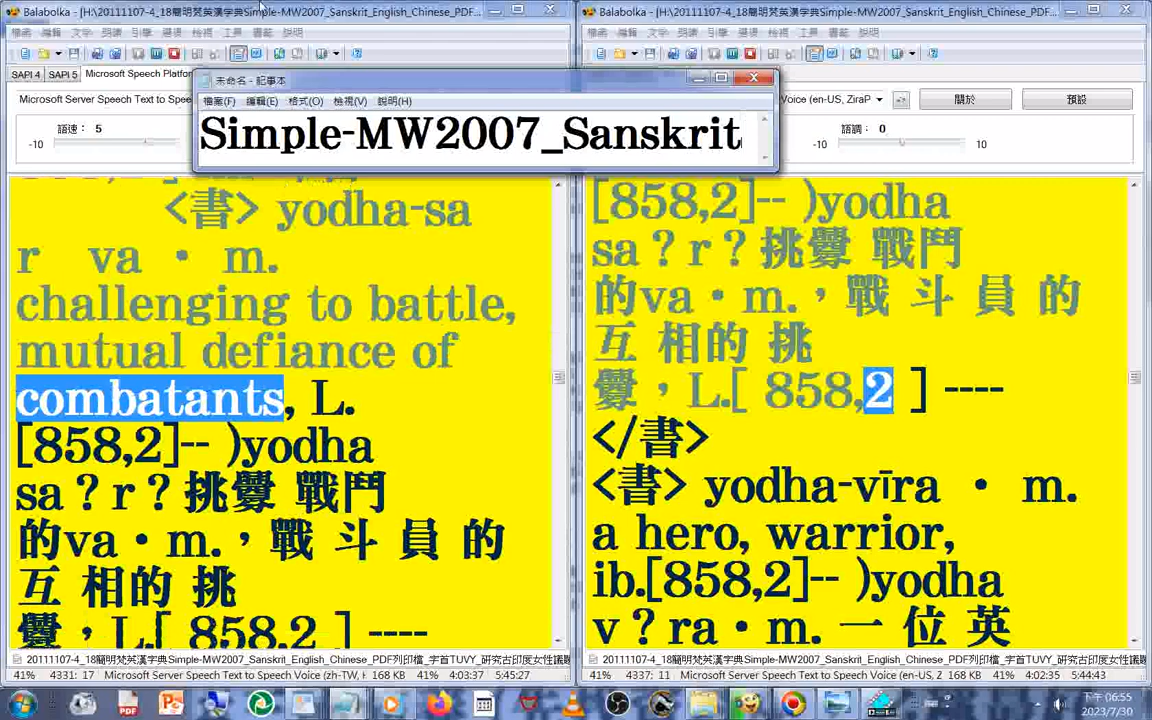 Balabolka - [H:\20111107-4_18簡明梵英漢字典Simple-MW2007_Sanskrit_English_Chinese_PDF...
Balabolka - [H:\20111107-4_18簡明梵英漢字典Simple-MW2007_Sanskrit_English_Chinese_PDF...
SAPI 4 SAPI 5 Microsoft Speech Platfo
未命名 - 記事本
檔案(F) 編輯(E) 格式(O) 檢視(V) 說明(H)
Simple-MW2007_Sanskrit
Microsoft Server Speech Text to Spee
Voice (en-US, ZiraP
關於
預設
語速： 5
-10
語調： 0
-10 10
<書> yodha-sa
r va • m.
challenging to battle,
mutual defiance of
combatants, L.
[858,2]-- )yodha
sa？r？挑釁 戰鬥
的va•m.，戰 斗 員 的
互 相的 挑
釁，L.[ 858,2 ] ----
[858,2]-- )yodha
sa？r？挑釁 戰鬥
的va•m.，戰 斗 員 的
互 相的 挑
釁，L.[ 858,2 ] ----
</書>
<書> yodha-vīra • m.
a hero, warrior,
ib.[858,2]-- )yodha
v？ra•m. 一 位 英
20111107-4_18簡明梵英漢字典Simple-MW2007_Sanskrit_English_Chinese_PDF列印檔_字首TUVY_研究古印度女性議題
20111107-4_18簡明梵英漢字典Simple-MW2007_Sanskrit_English_Chinese_PDF列印檔_字首TUVY_研究古印度女性議題
41% 4331: 17 Microsoft Server Speech Text to Speech Voice (zh-TW, H 168 KB 4:03:37 5:45:27
41% 4337: 11 Microsoft Server Speech Text to Speech Voice (en-US, Z 168 KB 4:02:35 5:44:43
下午 06:55
2023/7/30